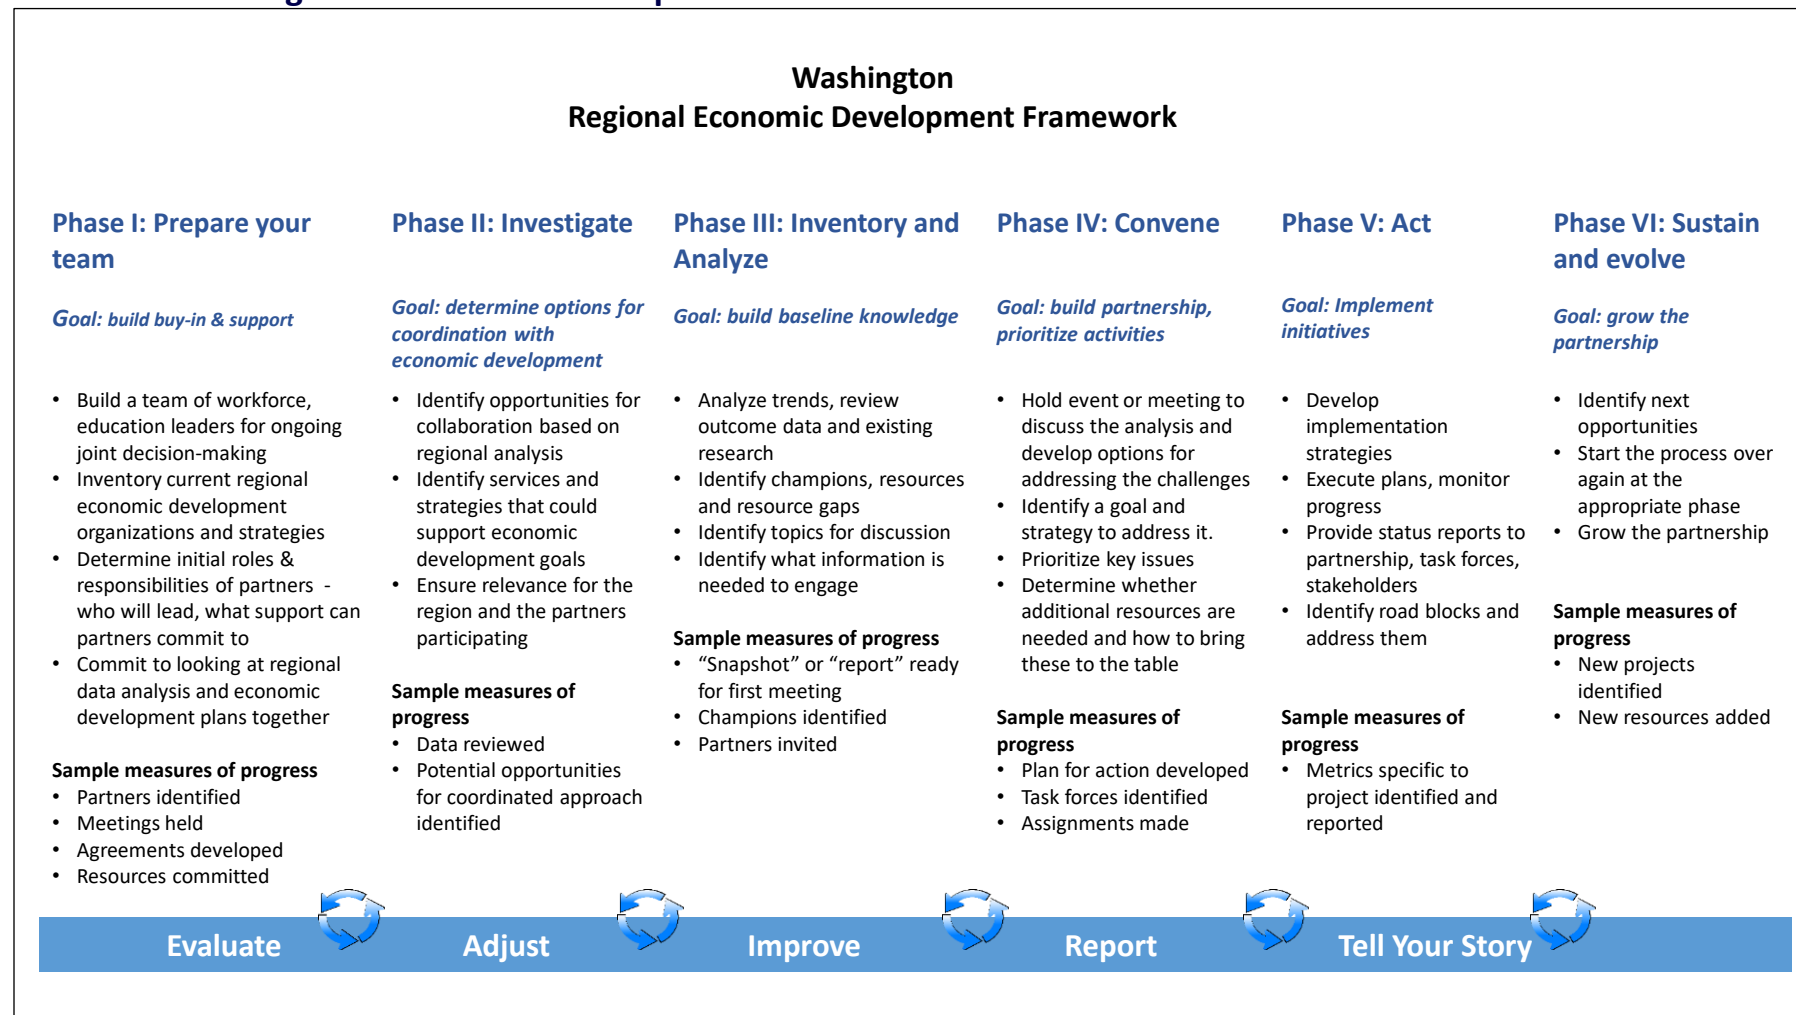 Washington
Regional Economic Development Framework
Phase I: Prepare your
team
Goal: build buy-in & support
• Build a team of workforce,
education leaders for ongoing
joint decision-making
• Inventory current regional
economic development
organizations and strategies
• Determine initial roles &
responsibilities of partners -
who will lead, what support can
partners commit to
• Commit to looking at regional
data analysis and economic
development plans together
Sample measures of progress
• Partners identified
• Meetings held
• Agreements developed
• Resources committed
Phase II: Investigate
Goal: determine options for
coordination with
economic development
• Identify opportunities for
collaboration based on
regional analysis
• Identify services and
strategies that could
support economic
development goals
• Ensure relevance for the
region and the partners
participating
Sample measures of
progress
• Data reviewed
• Potential opportunities
for coordinated approach
identified
Phase III: Inventory and
Analyze
Goal: build baseline knowledge
• Analyze trends, review
outcome data and existing
research
• Identify champions, resources
and resource gaps
• Identify topics for discussion
• Identify what information is
needed to engage
Sample measures of progress
• “Snapshot” or “report” ready
for first meeting
• Champions identified
• Partners invited
Phase IV: Convene
Goal: build partnership,
prioritize activities
• Hold event or meeting to
discuss the analysis and
develop options for
addressing the challenges
• Identify a goal and
strategy to address it.
• Prioritize key issues
• Determine whether
additional resources are
needed and how to bring
these to the table
Sample measures of
progress
• Plan for action developed
• Task forces identified
• Assignments made
Phase V: Act
Goal: Implement
initiatives
• Develop
implementation
strategies
• Execute plans, monitor
progress
• Provide status reports to
partnership, task forces,
stakeholders
• Identify road blocks and
address them
Sample measures of
progress
• Metrics specific to
project identified and
reported
Phase VI: Sustain
and evolve
Goal: grow the
partnership
• Identify next
opportunities
• Start the process over
again at the
appropriate phase
• Grow the partnership
Sample measures of
progress
• New projects
identified
• New resources added
Evaluate
Adjust
Improve
Report
Tell Your Story